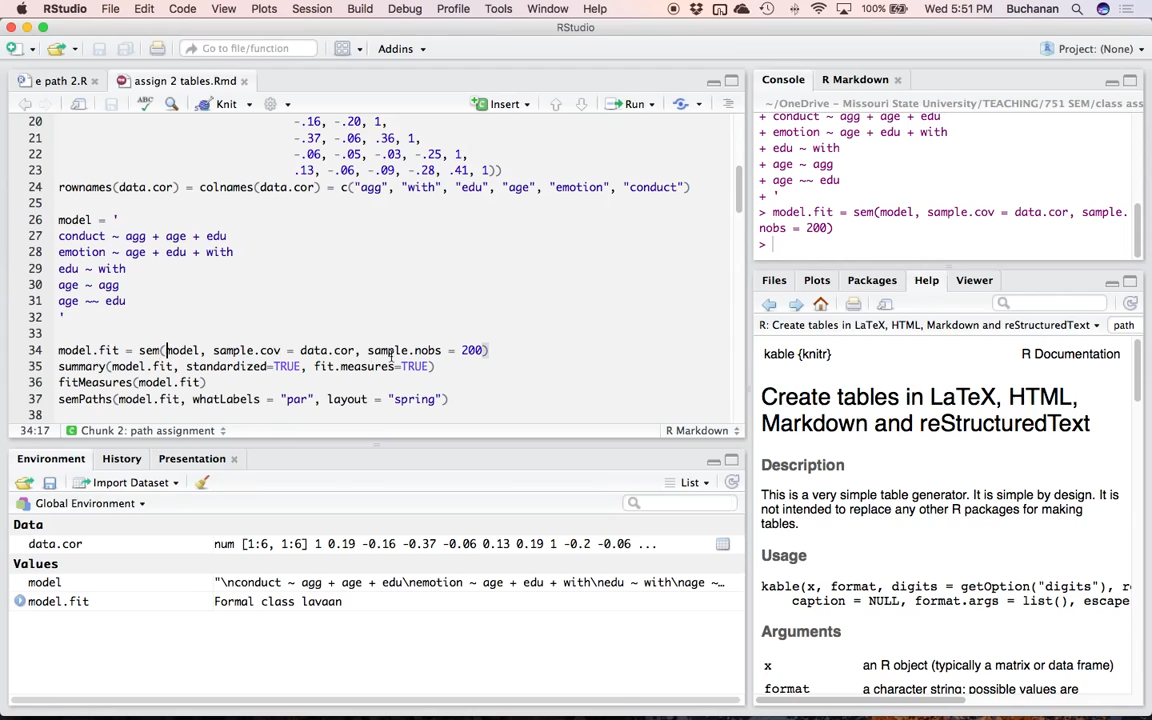 RStudio File Edit Code View Plots Session Build Debug Profile Tools Window Help 100% Wed 5:51 PM Buchanan
RStudio
Go to file/function Addins Project: (None)
e path 2.R assign 2 tables.Rmd
Knit Insert Run
20 -.16, -.20, 1,
21 -.37, -.06, .36, 1,
22 -.06, -.05, -.03, -.25, 1,
23 .13, -.06, -.09, -.28, .41, 1))
24 rownames(data.cor) = colnames(data.cor) = c("agg", "with", "edu", "age", "emotion", "conduct")
25
26 model = '
27 conduct ~ agg + age + edu
28 emotion ~ age + edu + with
29 edu ~ with
30 age ~ agg
31 age ~~ edu
32 '
33
34 model.fit = sem(model, sample.cov = data.cor, sample.nobs = 200)
35 summary(model.fit, standardized=TRUE, fit.measures=TRUE)
36 fitMeasures(model.fit)
37 semPaths(model.fit, whatLabels = "par", layout = "spring")
38
34:17 Chunk 2: path assignment R Markdown
Environment History Presentation
Import Dataset List
Global Environment
Data
data.cor num [1:6, 1:6] 1 0.19 -0.16 -0.37 -0.06 0.13 0.19 1 -0.2 -0.06 ...
Values
model "\nconduct ~ agg + age + edu\nemotion ~ age + edu + with\nedu ~ with\nage ~…
model.fit Formal class lavaan
Console R Markdown
~/OneDrive – Missouri State University/TEACHING/751 SEM/class ass
+ conduct ~ agg + age + edu
+ emotion ~ age + edu + with
+ edu ~ with
+ age ~ agg
+ age ~~ edu
+ '
> model.fit = sem(model, sample.cov = data.cor, sample.
nobs = 200)
>
Files Plots Packages Help Viewer
R: Create tables in LaTeX, HTML, Markdown and reStructuredText path
kable {knitr} R Documentation
Create tables in LaTeX, HTML,
Markdown and reStructuredText
Description
This is a very simple table generator. It is simple by design. It is
not intended to replace any other R packages for making
tables.
Usage
kable(x, format, digits = getOption("digits"), r
caption = NULL, format.args = list(), escape
Arguments
x an R object (typically a matrix or data frame)
format a character string; possible values are